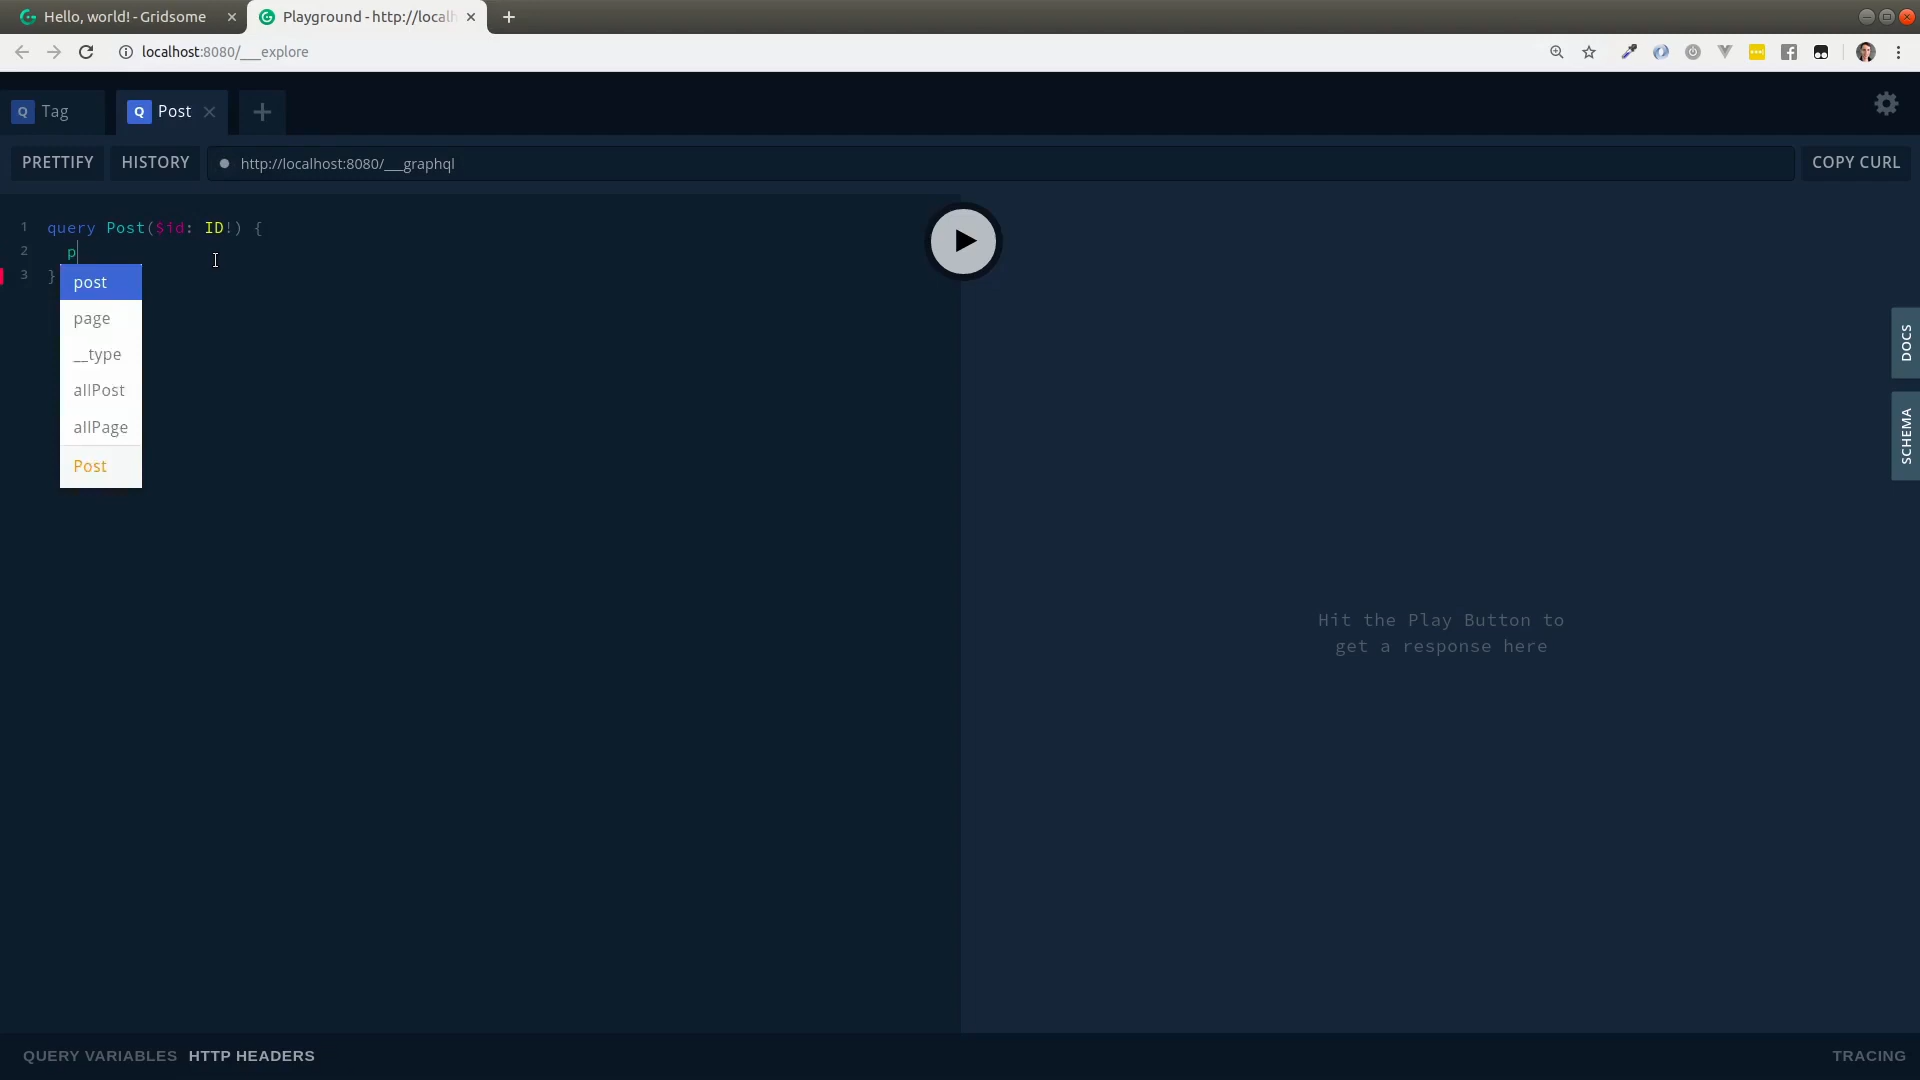 Hello, world! - Gridsome
Playground - http://localh
localhost:8080/___explore
Q Tag
Q Post
PRETTIFY HISTORY http://localhost:8080/___graphql COPY CURL
1 query Post($id: ID!) {
2 p
3 }
post
page
__type
allPost
allPage
Post
DOCS
SCHEMA
Hit the Play Button to
get a response here
QUERY VARIABLES HTTP HEADERS TRACING